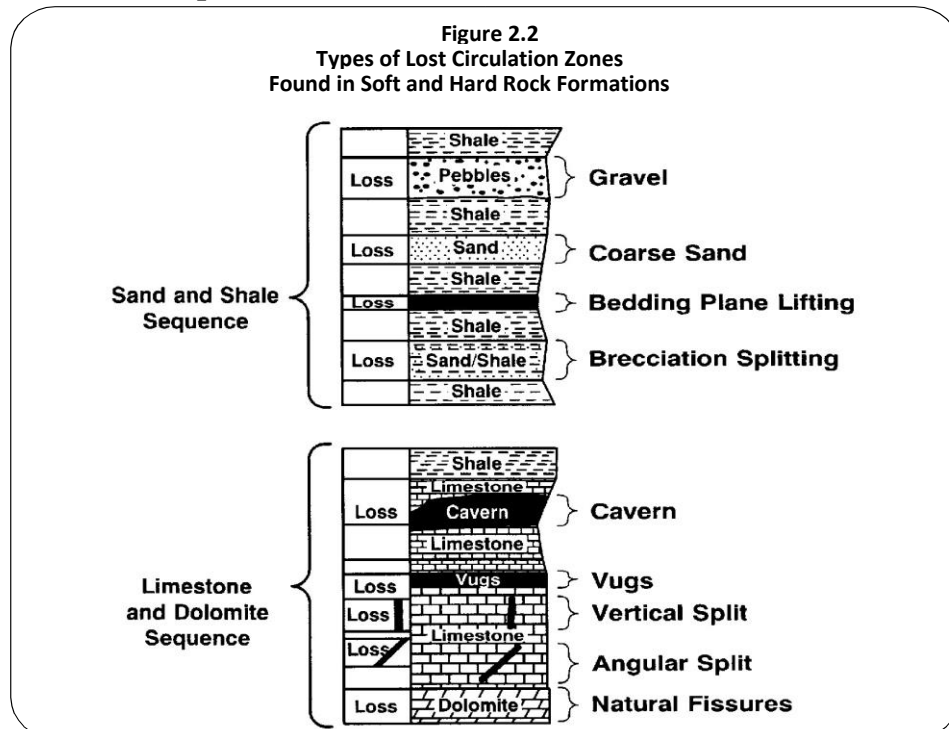 Figure 2.2
Types of Lost Circulation Zones
Found in Soft and Hard Rock Formations
Sand and Shale
Sequence
Shale
Loss
Pebbles
Gravel
Shale
Loss
Sand
Coarse Sand
Shale
Loss
Bedding Plane Lifting
Shale
Loss
Sand/Shale
Brecciation Splitting
Shale
Limestone
and Dolomite
Sequence
Shale
Limestone
Loss
Cavern
Cavern
Limestone
Loss
Vugs
Vugs
Loss
Vertical Split
Limestone
Loss
Angular Split
Loss
Dolomite
Natural Fissures